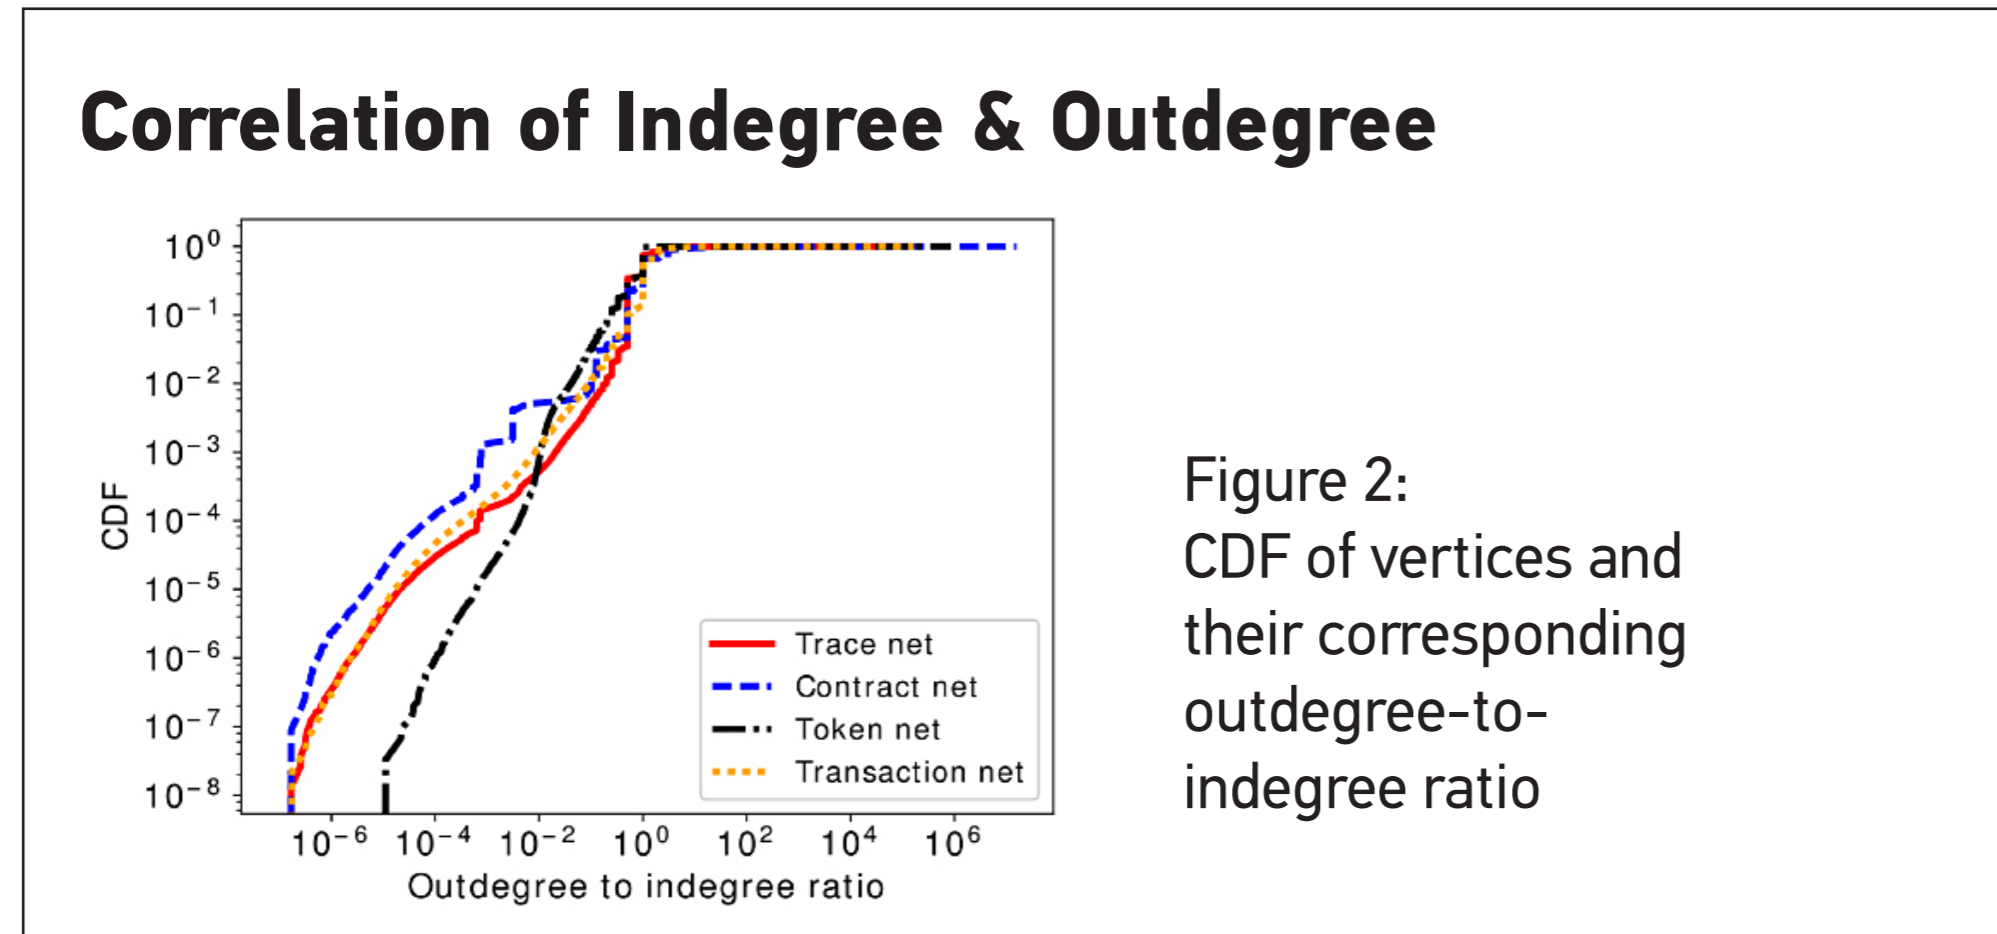 Correlation of Indegree & Outdegree
10⁰
10⁻¹
10⁻²
10⁻³
10⁻⁴
10⁻⁵
10⁻⁶
10⁻⁷
10⁻⁸
CDF
Trace net
Contract net
Token net
Transaction net
10⁻⁶ 10⁻⁴ 10⁻² 10⁰ 10² 10⁴ 10⁶
Outdegree to indegree ratio
Figure 2:
CDF of vertices and
their corresponding
outdegree-to-
indegree ratio